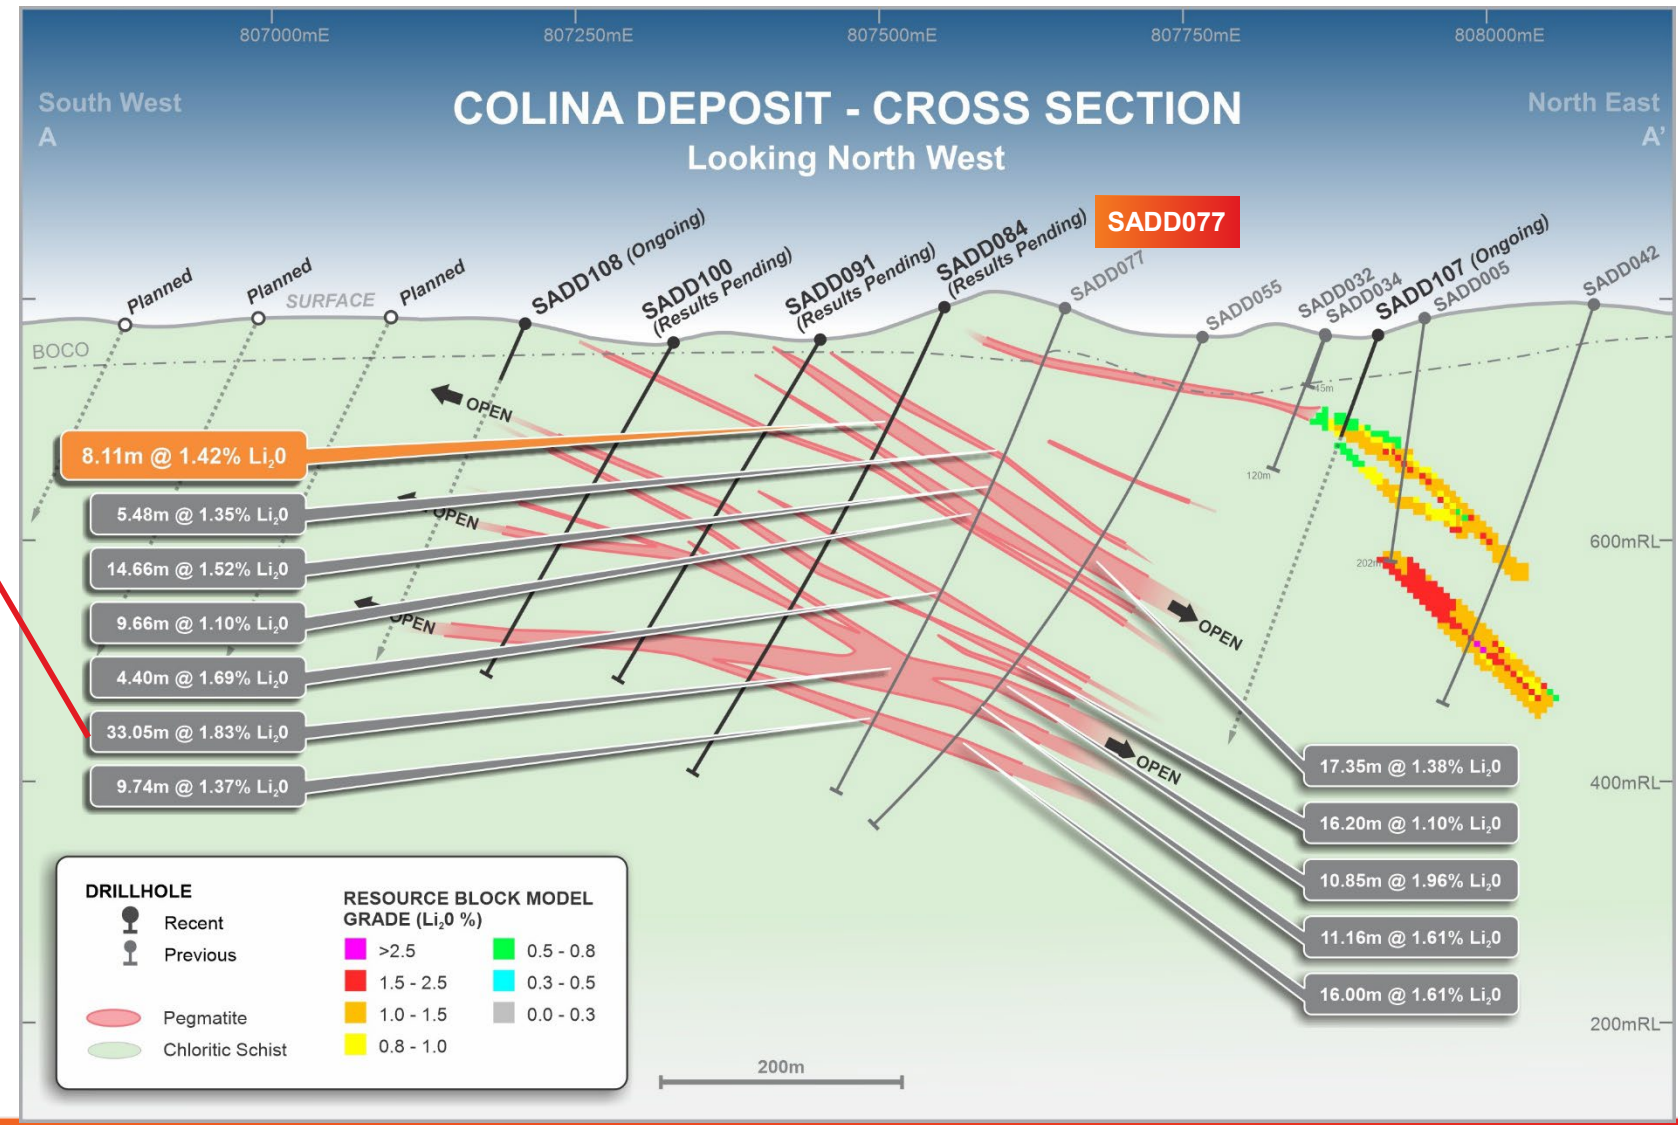 807000mE
807250mE
807500mE
807750mE
808000mE
South West
A
COLINA DEPOSIT - CROSS SECTION
Looking North West
North East
A'
SADD077
Planned
Planned
SURFACE
Planned
SADD108 (Ongoing)
SADD100
(Results Pending)
SADD091
(Results Pending)
SADD084
(Results Pending)
SADD077
SADD055
SADD032
SADD034
SADD107 (Ongoing)
SADD005
SADD042
BOCO
OPEN
OPEN
OPEN
45m
120m
202m
OPEN
OPEN
600mRL
400mRL
200mRL
8.11m @ 1.42% Li₂0
5.48m @ 1.35% Li₂0
14.66m @ 1.52% Li₂0
9.66m @ 1.10% Li₂0
4.40m @ 1.69% Li₂0
33.05m @ 1.83% Li₂0
9.74m @ 1.37% Li₂0
17.35m @ 1.38% Li₂0
16.20m @ 1.10% Li₂0
10.85m @ 1.96% Li₂0
11.16m @ 1.61% Li₂0
16.00m @ 1.61% Li₂0
DRILLHOLE
Recent
Previous
Pegmatite
Chloritic Schist
RESOURCE BLOCK MODEL
GRADE (Li₂0 %)
>2.5
1.5 - 2.5
1.0 - 1.5
0.8 - 1.0
0.5 - 0.8
0.3 - 0.5
0.0 - 0.3
200m